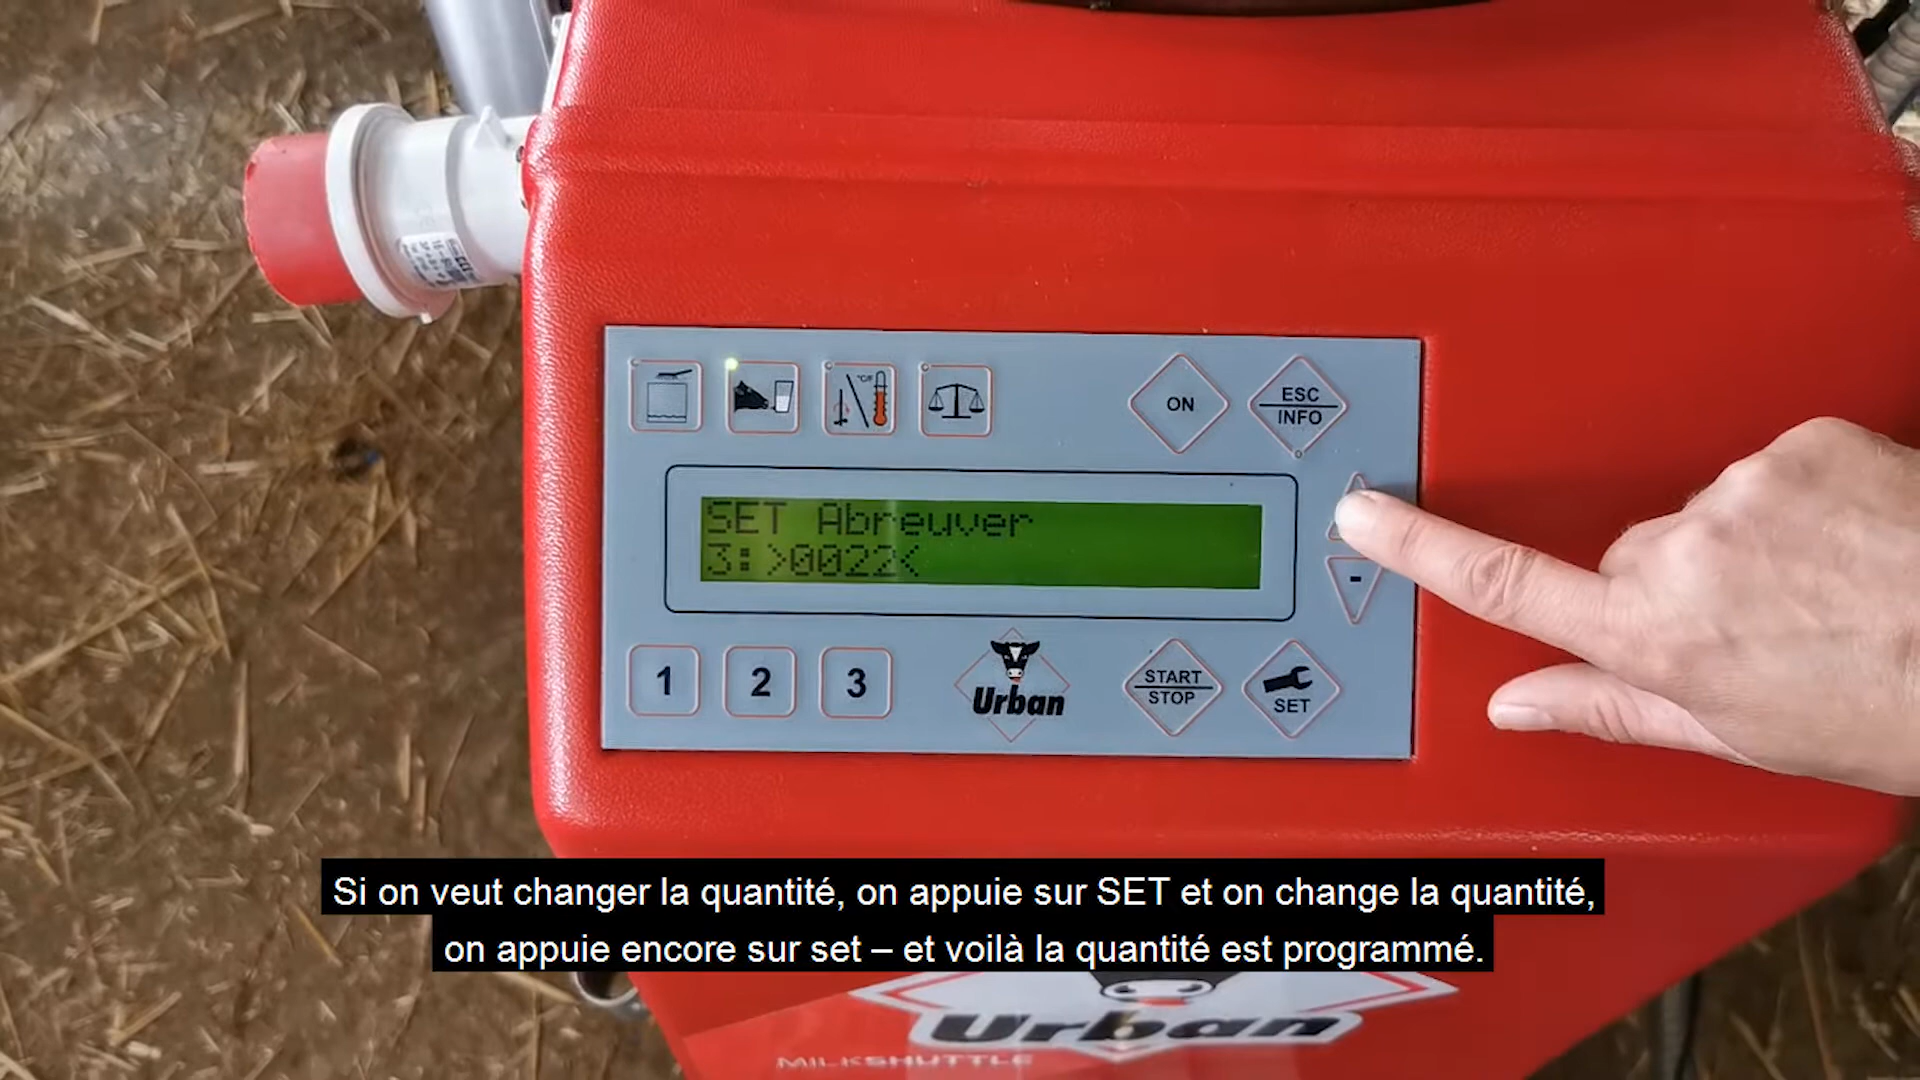 °C/F
ON
ESC
INFO
SET Abreuver
3:>0022<
-
1
2
3
Urban
START
STOP
SET
Si on veut changer la quantité, on appuie sur SET et on change la quantité,
on appuie encore sur set – et voilà la quantité est programmé.
Urban
MILKSHUTTLE